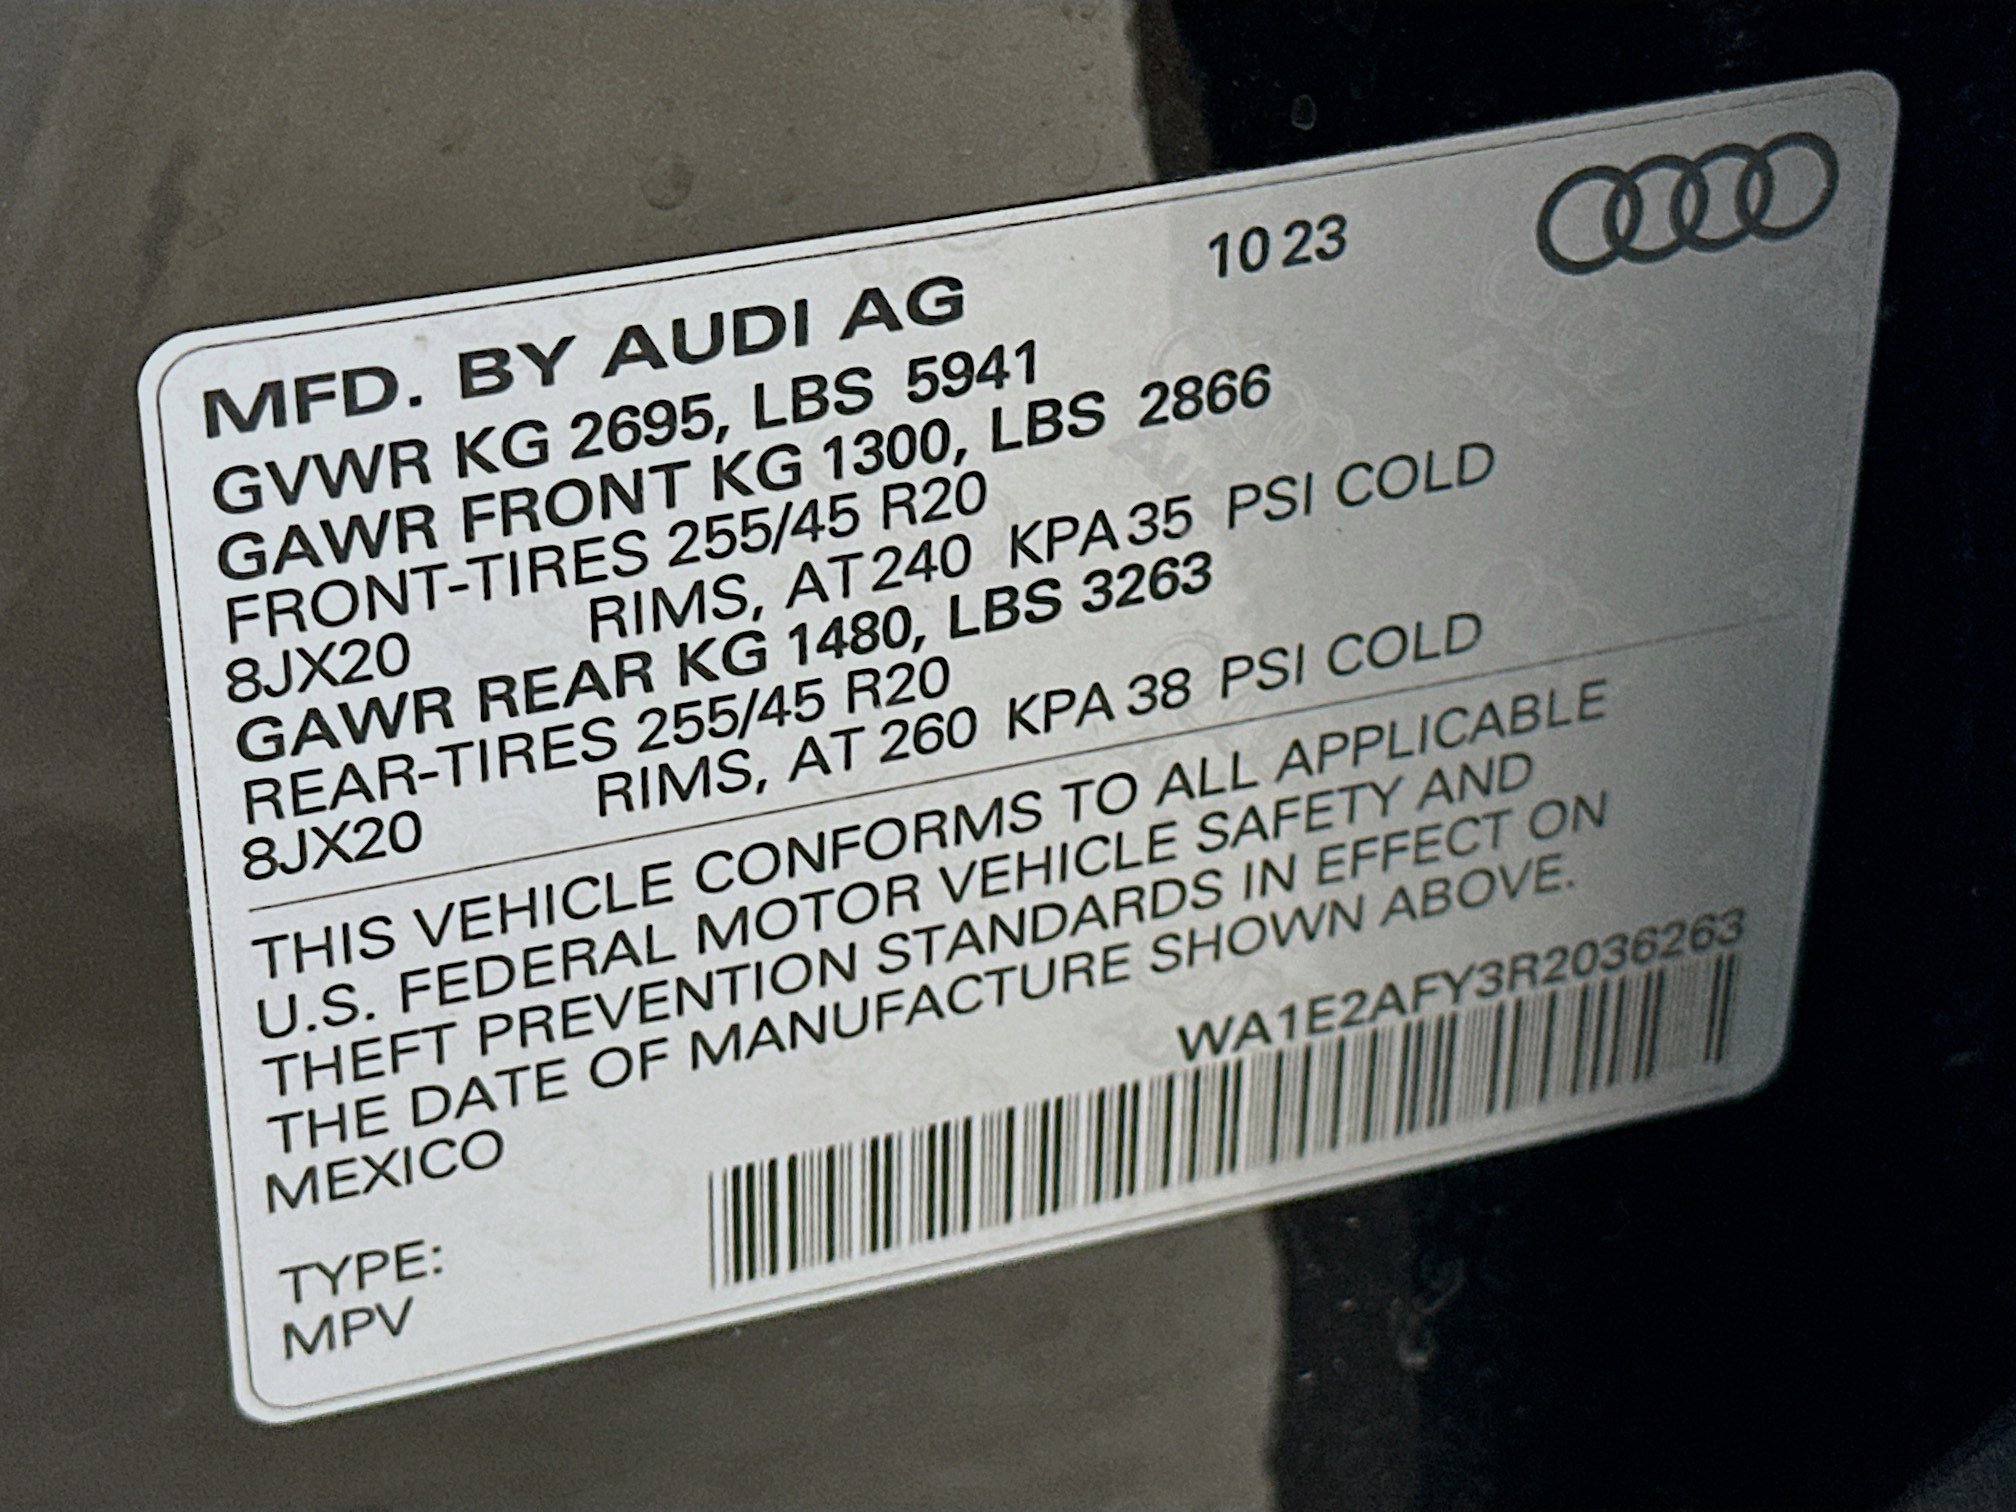 10 23
MFD. BY AUDI AG
GVWR KG 2695, LBS 5941
GAWR FRONT KG 1300, LBS 2866
FRONT-TIRES 255/45 R20
8JX20 RIMS, AT 240 KPA 35 PSI COLD
GAWR REAR KG 1480, LBS 3263
REAR-TIRES 255/45 R20
8JX20 RIMS, AT 260 KPA 38 PSI COLD
THIS VEHICLE CONFORMS TO ALL APPLICABLE
U.S. FEDERAL MOTOR VEHICLE SAFETY AND
THEFT PREVENTION STANDARDS IN EFFECT ON
THE DATE OF MANUFACTURE SHOWN ABOVE.
MEXICO
WA1E2AFY3R2036263
TYPE:
MPV